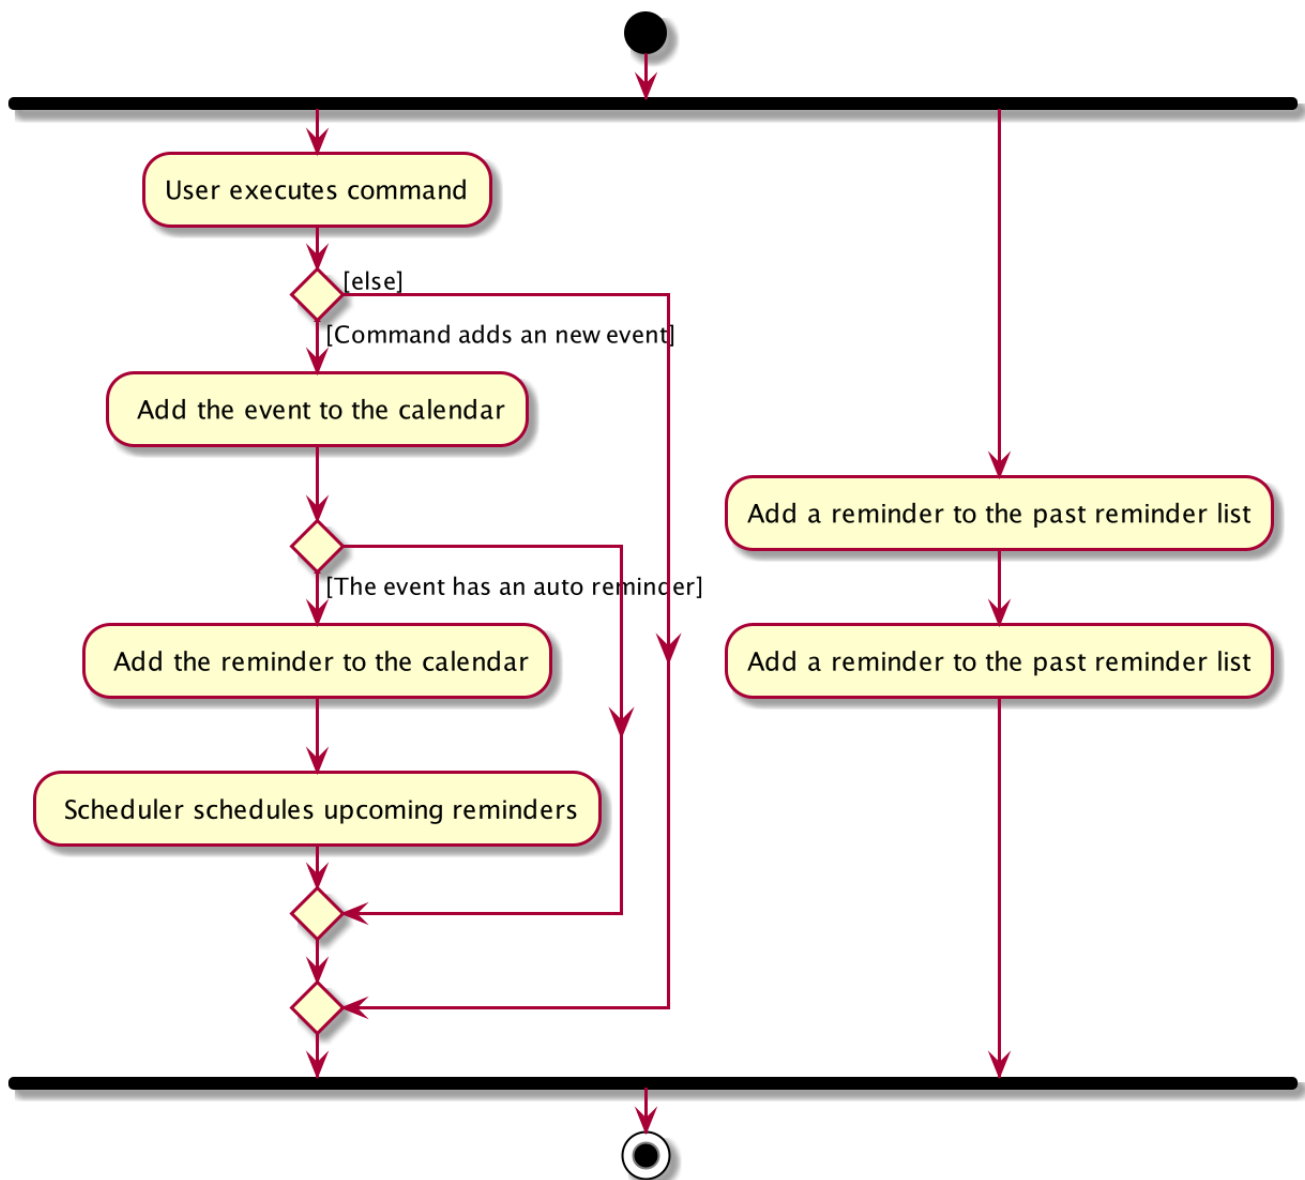 User executes command
[else]
[Command adds an new event]
Add the event to the calendar
[The event has an auto reminder]
Add the reminder to the calendar
Scheduler schedules upcoming reminders
Add a reminder to the past reminder list
Add a reminder to the past reminder list